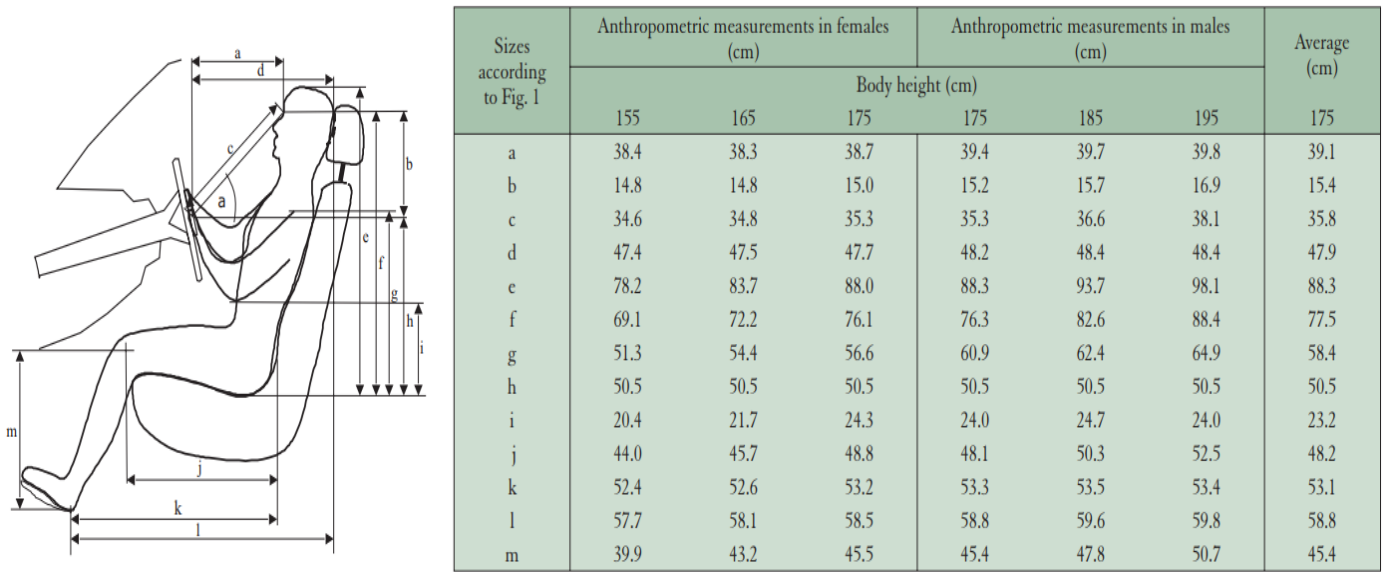 a
d
c
b
a
e
f
g
h
i
m
j
k
l
Sizes according to Fig. 1 Anthropometric measurements in females (cm) Anthropometric measurements in males (cm) Average (cm)
Body height (cm)
155 165 175 175 185 195 175
a 38.4 38.3 38.7 39.4 39.7 39.8 39.1
b 14.8 14.8 15.0 15.2 15.7 16.9 15.4
c 34.6 34.8 35.3 35.3 36.6 38.1 35.8
d 47.4 47.5 47.7 48.2 48.4 48.4 47.9
e 78.2 83.7 88.0 88.3 93.7 98.1 88.3
f 69.1 72.2 76.1 76.3 82.6 88.4 77.5
g 51.3 54.4 56.6 60.9 62.4 64.9 58.4
h 50.5 50.5 50.5 50.5 50.5 50.5 50.5
i 20.4 21.7 24.3 24.0 24.7 24.0 23.2
j 44.0 45.7 48.8 48.1 50.3 52.5 48.2
k 52.4 52.6 53.2 53.3 53.5 53.4 53.1
l 57.7 58.1 58.5 58.8 59.6 59.8 58.8
m 39.9 43.2 45.5 45.4 47.8 50.7 45.4